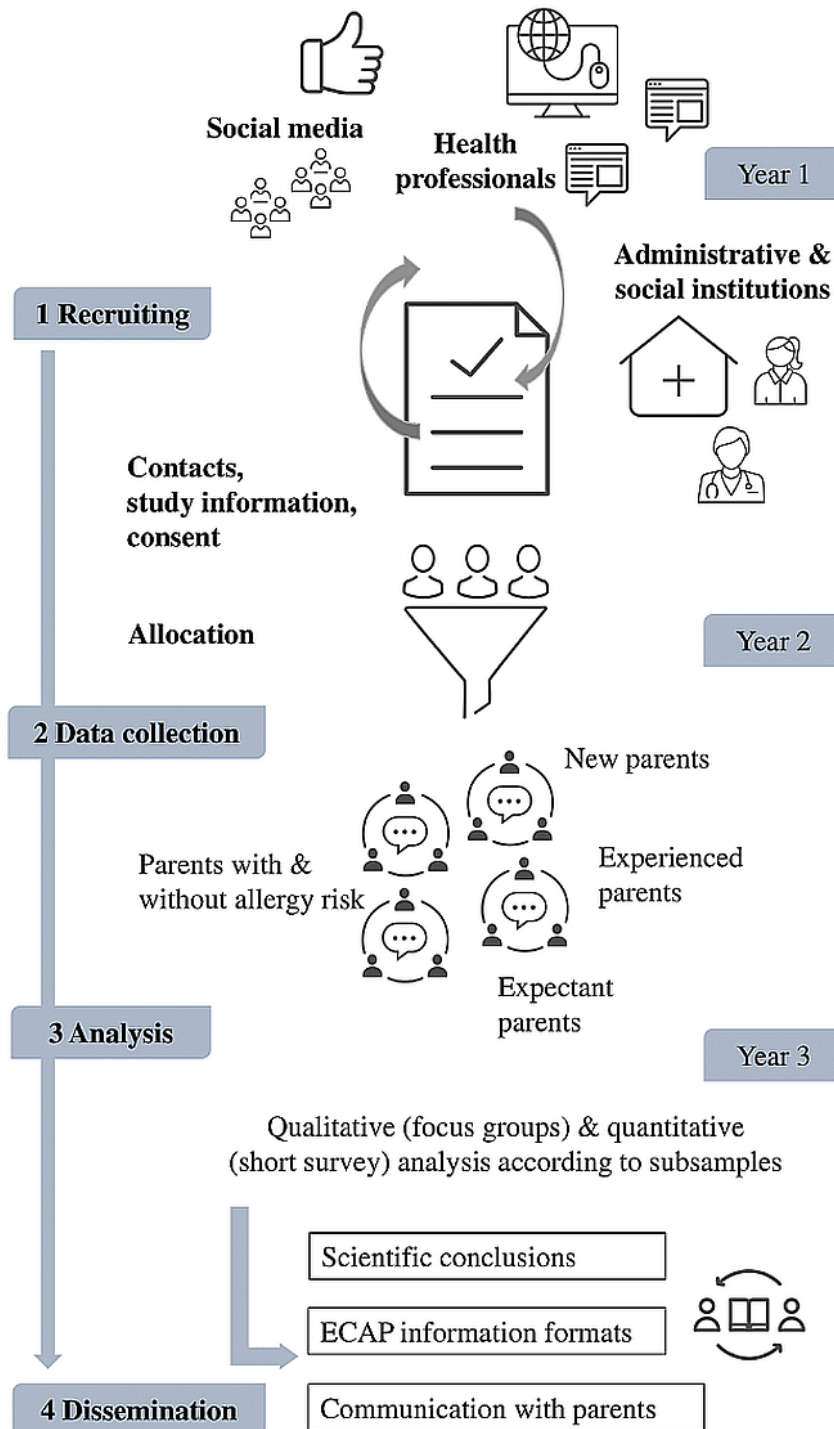 Social media
Health
professionals
Year 1
Administrative &
social institutions
1 Recruiting
Contacts,
study information,
consent
Allocation
Year 2
2 Data collection
New parents
Parents with &
without allergy risk
Experienced
parents
Expectant
parents
3 Analysis
Year 3
Qualitative (focus groups) & quantitative
(short survey) analysis according to subsamples
Scientific conclusions
ECAP information formats
4 Dissemination
Communication with parents